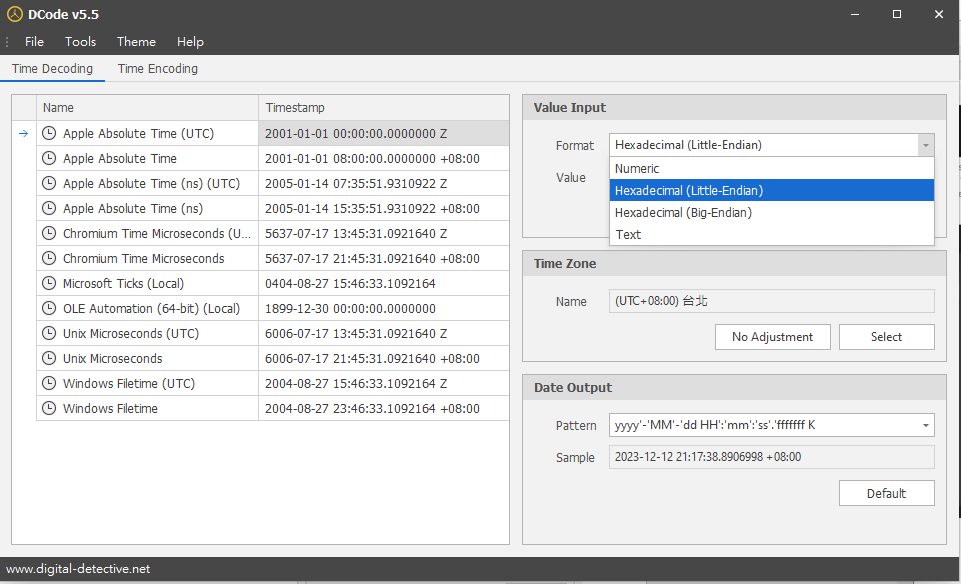 DCode v5.5
File Tools Theme Help
Time Decoding Time Encoding
Name Timestamp
Apple Absolute Time (UTC) 2001-01-01 00:00:00.0000000 Z
Apple Absolute Time 2001-01-01 08:00:00.0000000 +08:00
Apple Absolute Time (ns) (UTC) 2005-01-14 07:35:51.9310922 Z
Apple Absolute Time (ns) 2005-01-14 15:35:51.9310922 +08:00
Chromium Time Microseconds (U... 5637-07-17 13:45:31.0921640 Z
Chromium Time Microseconds 5637-07-17 21:45:31.0921640 +08:00
Microsoft Ticks (Local) 0404-08-27 15:46:33.1092164
OLE Automation (64-bit) (Local) 1899-12-30 00:00:00.0000000
Unix Microseconds (UTC) 6006-07-17 13:45:31.0921640 Z
Unix Microseconds 6006-07-17 21:45:31.0921640 +08:00
Windows Filetime (UTC) 2004-08-27 15:46:33.1092164 Z
Windows Filetime 2004-08-27 23:46:33.1092164 +08:00
Value Input
Format Hexadecimal (Little-Endian)
Value
Numeric
Hexadecimal (Little-Endian)
Hexadecimal (Big-Endian)
Text
Time Zone
Name (UTC+08:00) 台北
No Adjustment Select
Date Output
Pattern yyyy'-'MM'-'dd HH':'mm':'ss'.'fffffff K
Sample 2023-12-12 21:17:38.8906998 +08:00
Default
www.digital-detective.net